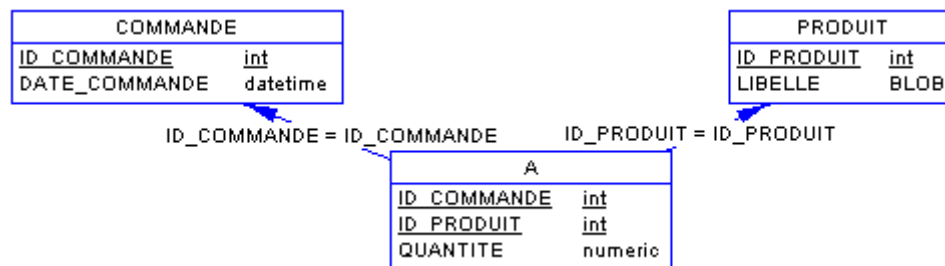 COMMANDE
ID_COMMANDE int
DATE_COMMANDE datetime
PRODUIT
ID_PRODUIT int
LIBELLE BLOB
ID_COMMANDE = ID_COMMANDE
ID_PRODUIT = ID_PRODUIT
A
ID_COMMANDE int
ID_PRODUIT int
QUANTITE numeric